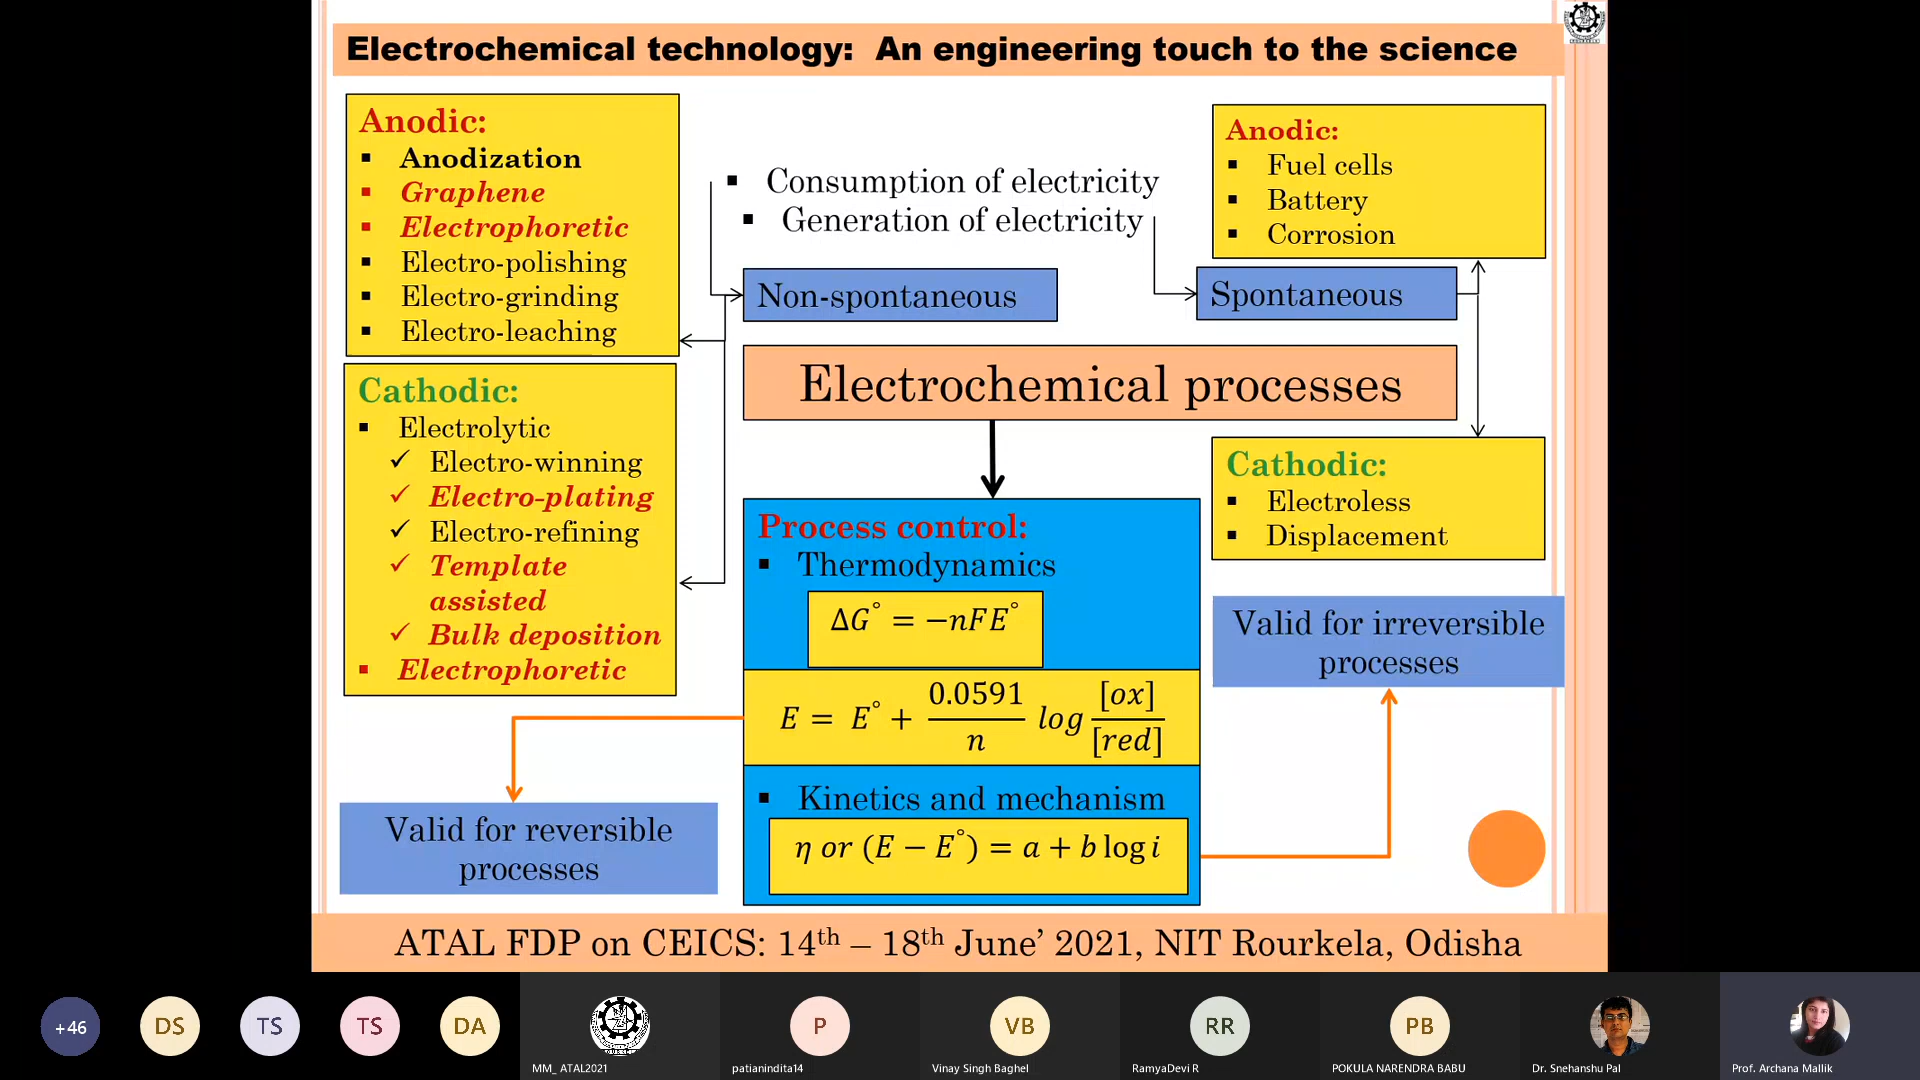 Electrochemical technology: An engineering touch to the science
Anodic:
Anodization
Graphene
Electrophoretic
Electro-polishing
Electro-grinding
Electro-leaching
Cathodic:
Electrolytic
Electro-winning
Electro-plating
Electro-refining
Template
assisted
Bulk deposition
Electrophoretic
Consumption of electricity
Generation of electricity
Non-spontaneous
Spontaneous
Electrochemical processes
Anodic:
Fuel cells
Battery
Corrosion
Cathodic:
Electroless
Displacement
Process control:
Thermodynamics
ΔG° = −nFE°
E = E° + 0.0591/n log [ox]/[red]
Kinetics and mechanism
η or (E − E°) = a + b log i
Valid for reversible
processes
Valid for irreversible
processes
ATAL FDP on CEICS: 14th – 18th June’ 2021, NIT Rourkela, Odisha
+46
DS
TS
TS
DA
MM_ ATAL2021
P
patianindita14
VB
Vinay Singh Baghel
RR
RamyaDevi R
PB
POKULA NARENDRA BABU
Dr. Snehanshu Pal
Prof. Archana Mallik